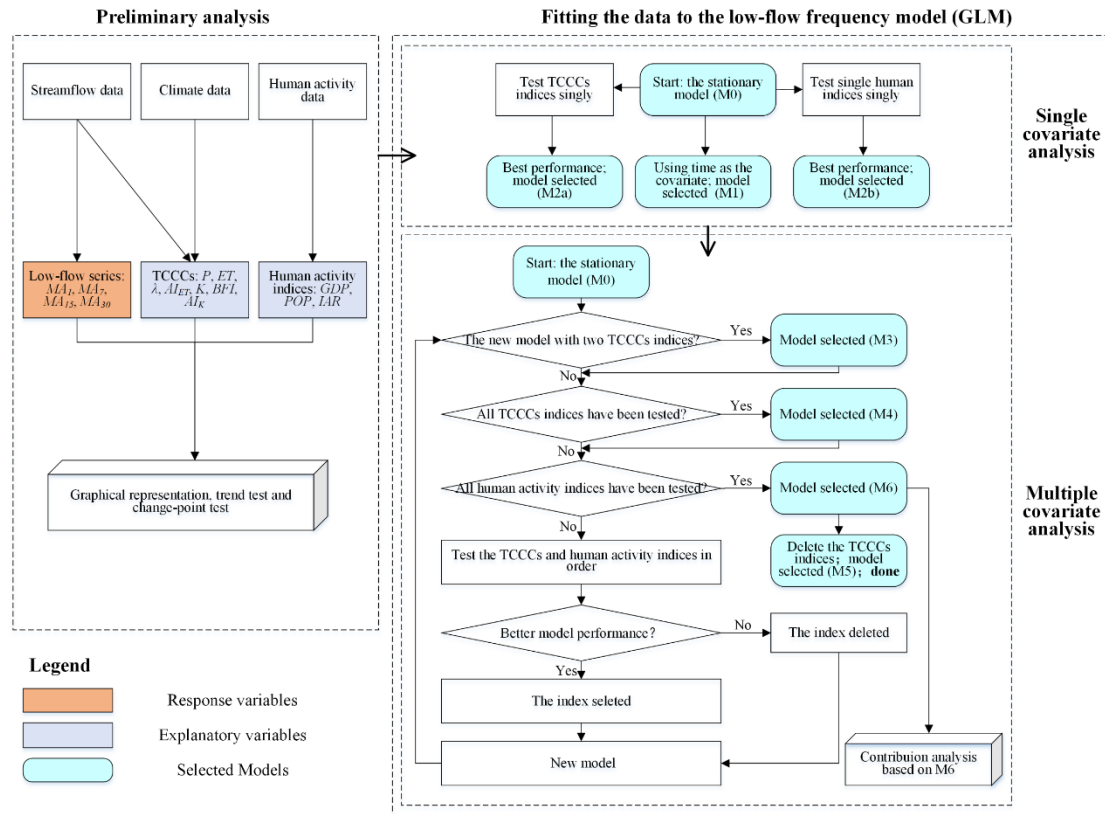 Preliminary analysis
Streamflow data
Climate data
Human activity
data
Low-flow series:
MA1, MA7,
MA15, MA30
TCCCs: P, ET,
λ, AIET, K, BFI,
AIK
Human activity
indices: GDP,
POP, IAR
Graphical representation, trend test and
change-point test
Legend
Response variables
Explanatory variables
Selected Models
Fitting the data to the low-flow frequency model (GLM)
Test TCCCs
indices singly
Start: the stationary
model (M0)
Test single human
indices singly
Best performance;
model selected
(M2a)
Using time as the
covariate; model
selected (M1)
Best performance;
model selected
(M2b)
Single
covariate
analysis
Start: the stationary
model (M0)
The new model with two TCCCs indices?
Yes
Model selected (M3)
No
All TCCCs indices have been tested?
Yes
Model selected (M4)
No
All human activity indices have been tested?
Yes
Model selected (M6)
No
Delete the TCCCs
indices; model
selected (M5); done
Test the TCCCs and human activity indices in
order
Better model performance?
No
The index deleted
Yes
The index seleted
New model
Contribuion analysis
based on M6
Multiple
covariate
analysis